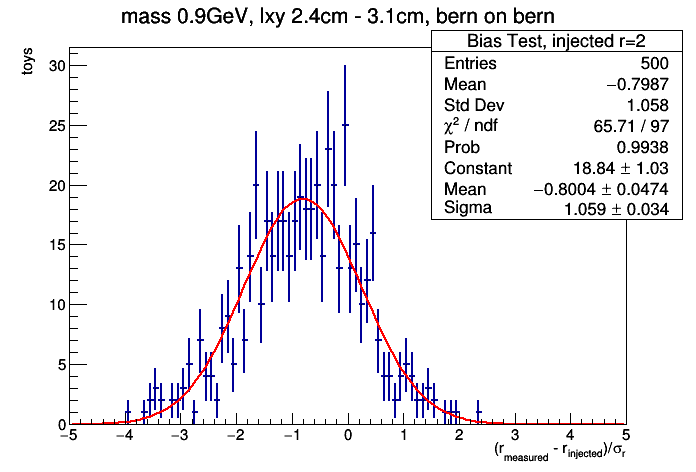 mass 0.9GeV, lxy 2.4cm - 3.1cm, bern on bern
toys
Bias Test, injected r=2
Entries 500
Mean −0.7987
Std Dev 1.058
χ² / ndf 65.71 / 97
Prob 0.9938
Constant 18.84 ± 1.03
Mean −0.8004 ± 0.0474
Sigma 1.059 ± 0.034
30
25
20
15
10
5
0
−5 −4 −3 −2 −1 0 1 2 3 4 5
(r_measured - r_injected)/σ_r